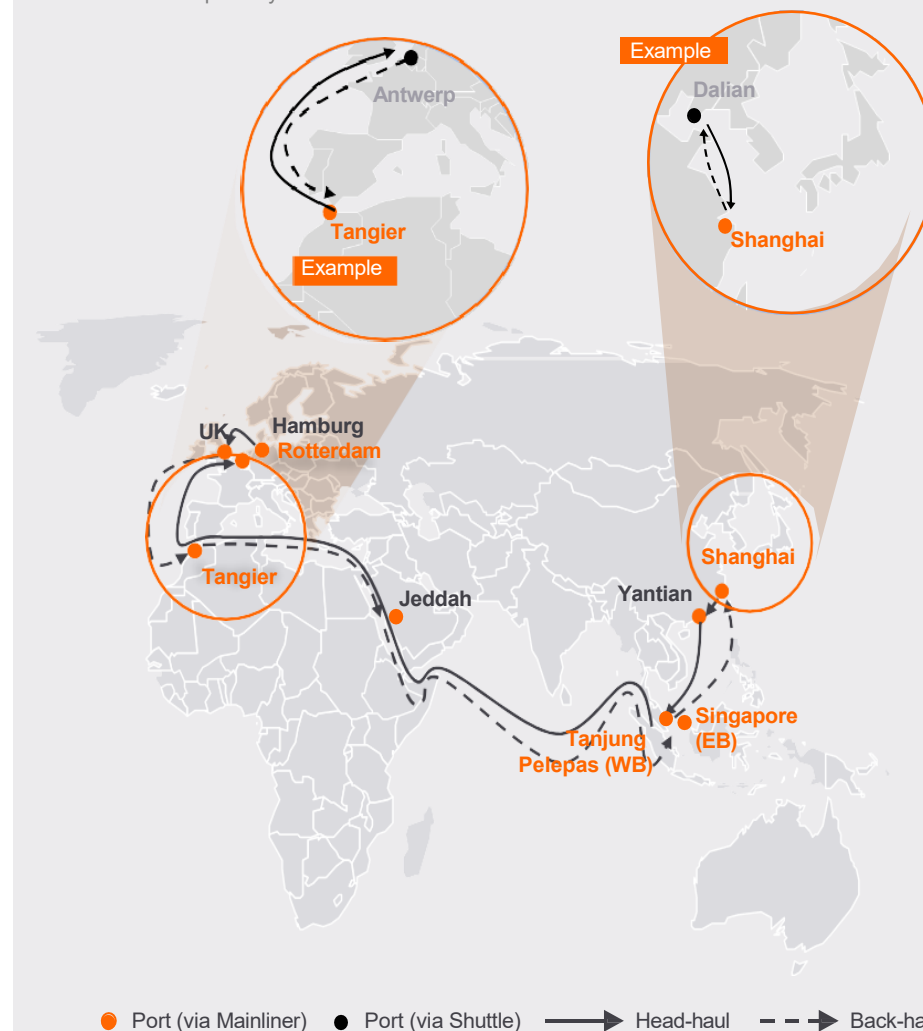 Example
Dalian
Antwerp
Tangier
Shanghai
Example
UK
Hamburg
Rotterdam
Shanghai
Tangier
Jeddah
Yantian
Singapore
(EB)
Tanjung
Pelepas (WB)
Port (via Mainliner) Port (via Shuttle) Head-haul